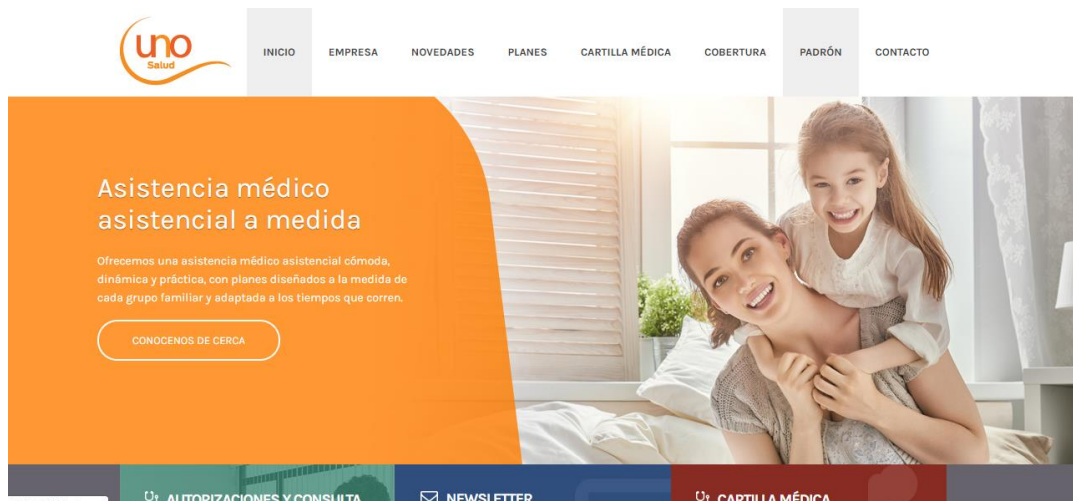 uno
Salud
INICIO EMPRESA NOVEDADES PLANES CARTILLA MÉDICA COBERTURA PADRÓN CONTACTO
Asistencia médico
asistencial a medida
Ofrecemos una asistencia médico asistencial cómoda,
dinámica y práctica, con planes diseñados a la medida de
cada grupo familiar y adaptada a los tiempos que corren.
CONOCENOS DE CERCA
AUTORIZACIONES Y CONSULTA NEWSLETTER CARTILLA MÉDICA